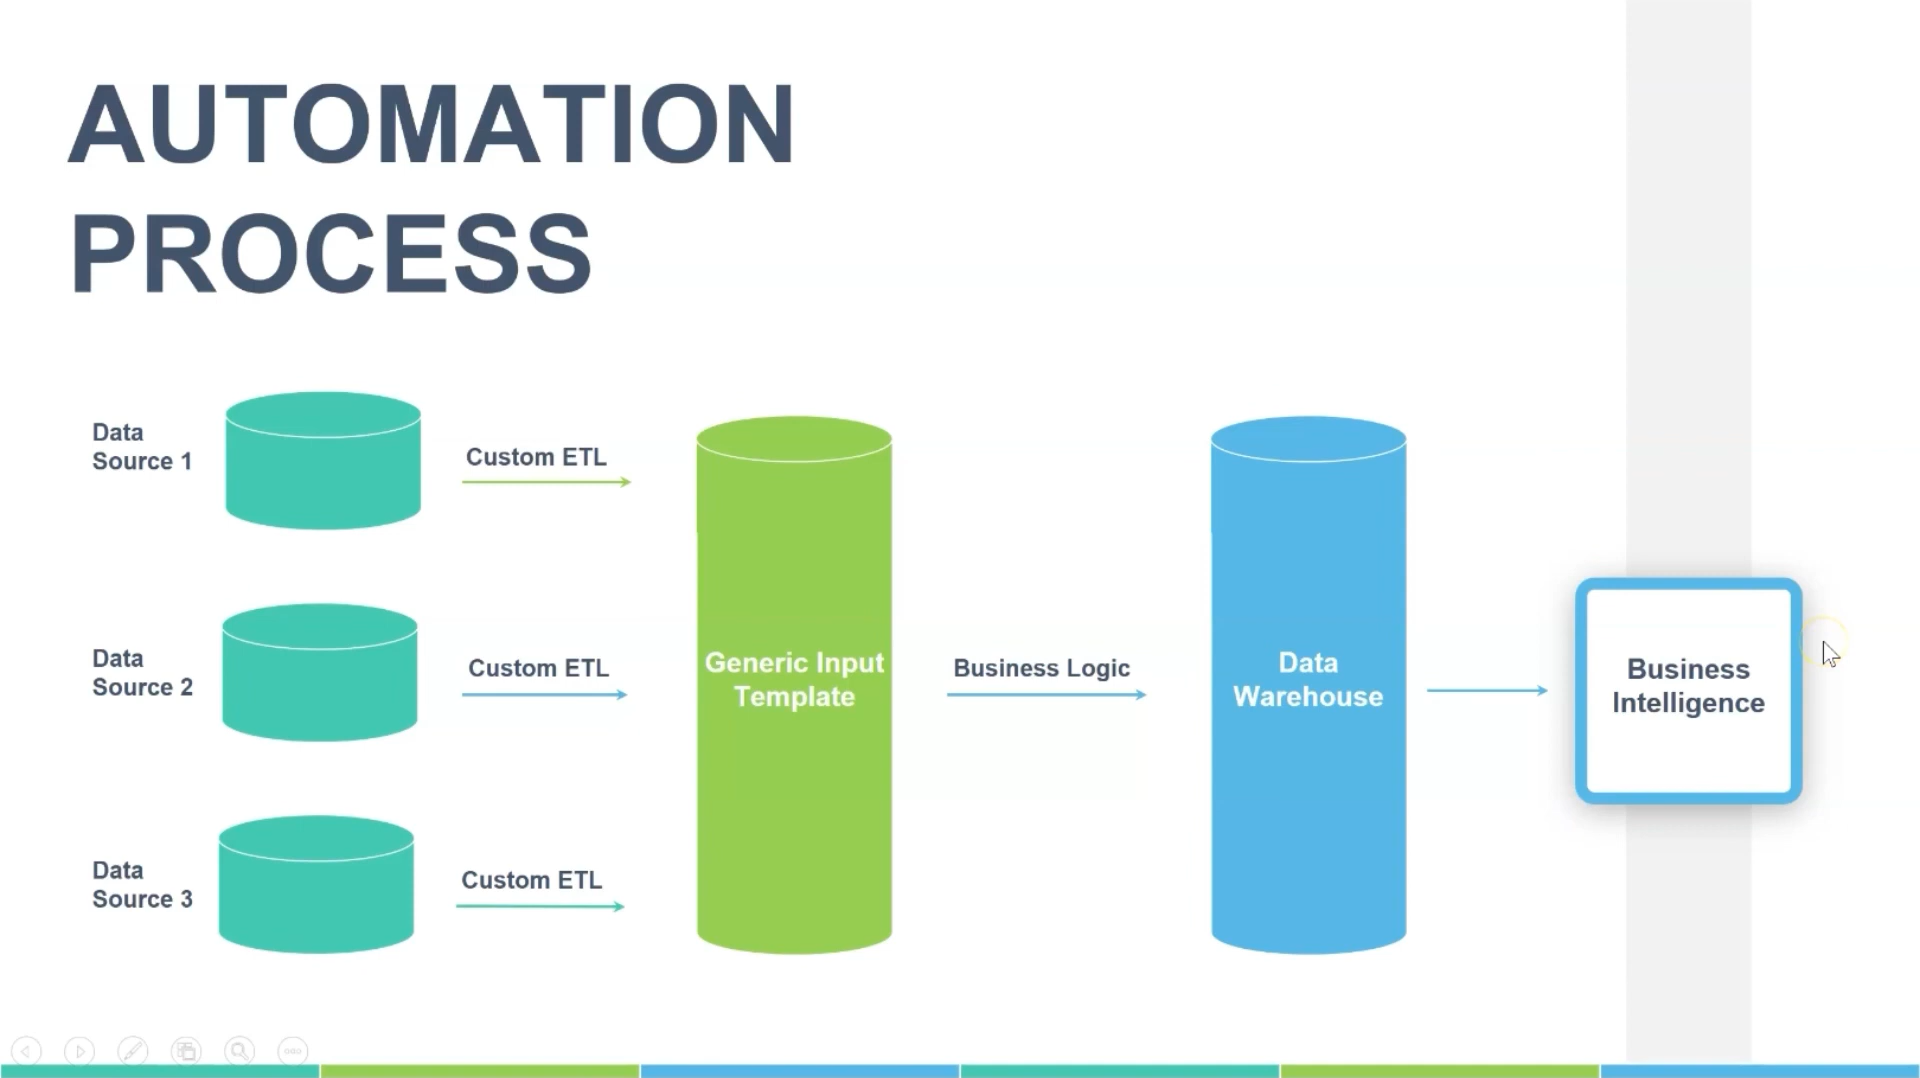 AUTOMATION
PROCESS
Data
Source 1
Custom ETL
Data
Source 2
Custom ETL
Data
Source 3
Custom ETL
Generic Input
Template
Business Logic
Data
Warehouse
Business
Intelligence